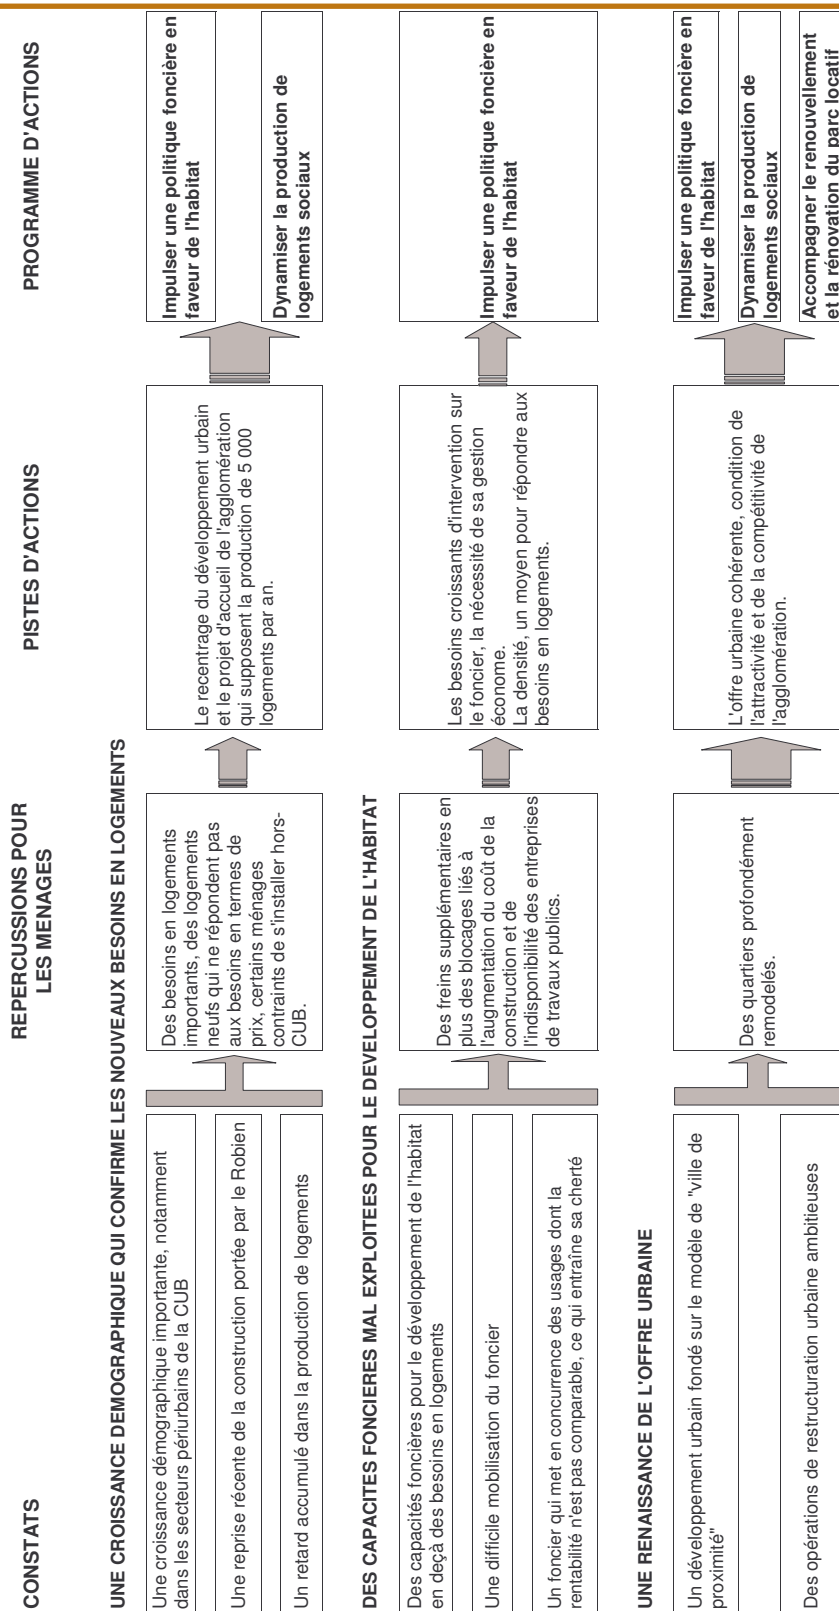 CONSTATS
REPERCUSSIONS POUR
LES MENAGES
PISTES D'ACTIONS
PROGRAMME D'ACTIONS
UNE CROISSANCE DEMOGRAPHIQUE QUI CONFIRME LES NOUVEAUX BESOINS EN LOGEMENTS
Une croissance démographique importante, notamment
dans les secteurs périurbains de la CUB
Une reprise récente de la construction portée par le Robien
Un retard accumulé dans la production de logements
Des besoins en logements
importants, des logements
neufs qui ne répondent pas
aux besoins en termes de
prix, certains ménages
contraints de s'installer hors-
CUB.
Le recentrage du développement urbain
et le projet d'accueil de l'agglomération
qui supposent la production de 5 000
logements par an.
Impulser une politique foncière en
faveur de l'habitat
Dynamiser la production de
logements sociaux
DES CAPACITES FONCIERES MAL EXPLOITEES POUR LE DEVELOPPEMENT DE L'HABITAT
Des capacités foncières pour le développement de l'habitat
en deçà des besoins en logements
Une difficile mobilisation du foncier
Un foncier qui met en concurrence des usages dont la
rentabilité n'est pas comparable, ce qui entraîne sa cherté
Des freins supplémentaires en
plus des blocages liés à
l'augmentation du coût de la
construction et de
l'indisponibilité des entreprises
de travaux publics.
Les besoins croissants d'intervention sur
le foncier, la nécessité de sa gestion
économe.
La densité, un moyen pour répondre aux
besoins en logements.
Impulser une politique foncière en
faveur de l'habitat
UNE RENAISSANCE DE L'OFFRE URBAINE
Un développement urbain fondé sur le modèle de "ville de
proximité"
Des opérations de restructuration urbaine ambitieuses
Des quartiers profondément
remodelés.
L'offre urbaine cohérente, condition de
l'attractivité et de la compétitivité de
l'agglomération.
Impulser une politique foncière en
faveur de l'habitat
Dynamiser la production de
logements sociaux
Accompagner le renouvellement
et la rénovation du parc locatif